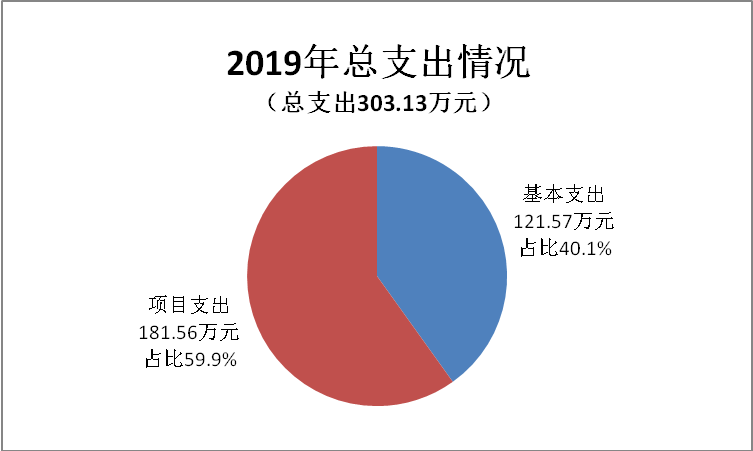 2019年总支出情况
（总支出303.13万元）
基本支出
121.57万元
占比40.1%
项目支出
181.56万元
占比59.9%